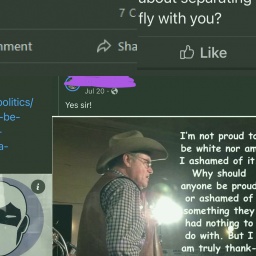 about separating
fly with you?
7 C
mment
Sha
Like
olitics/
-be-
-
a-
Jul 20 ·
Yes sir!
i
I'm not proud to
be white nor am
I ashamed of it
Why should
anyone be proud
or ashamed of
something they
had nothing to
do with. But I
am truly thank-